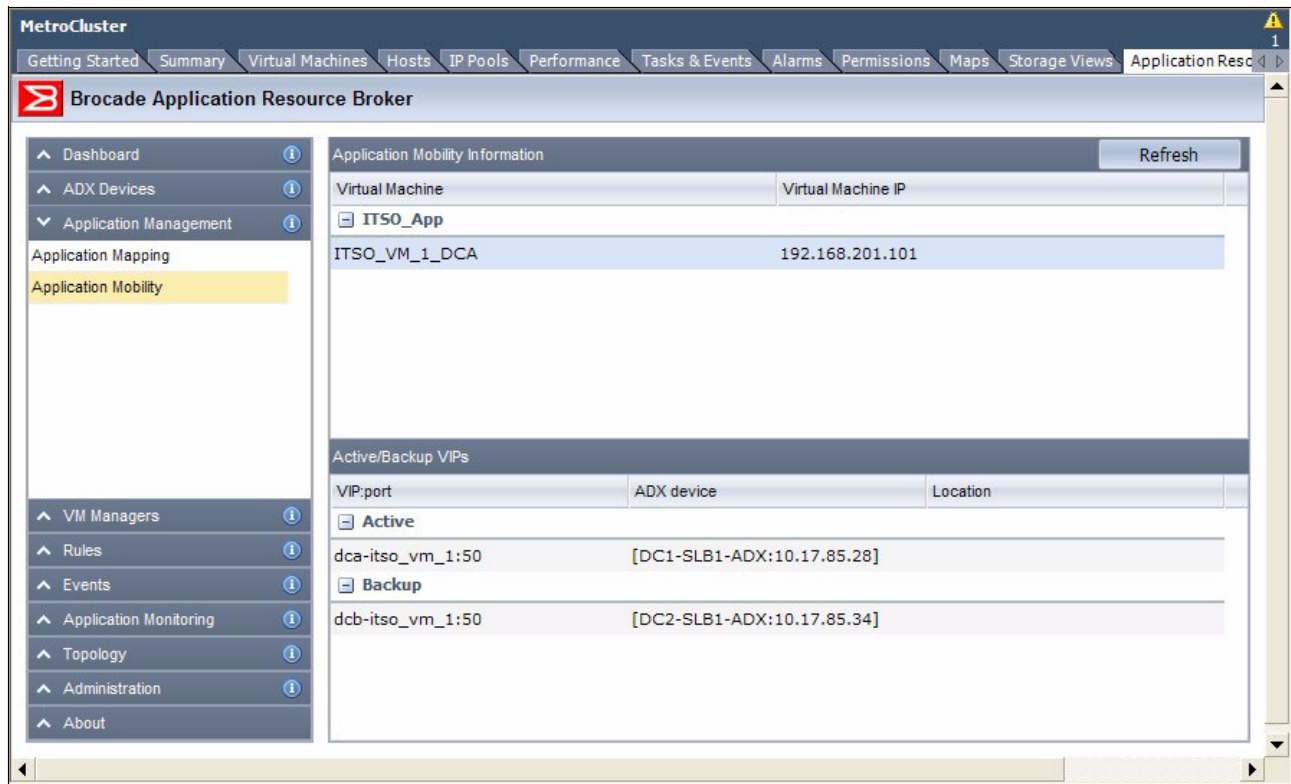 MetroCluster
1
Getting Started Summary Virtual Machines Hosts IP Pools Performance Tasks & Events Alarms Permissions Maps Storage Views Application Resc
Brocade Application Resource Broker
Dashboard
ADX Devices
Application Management
Application Mapping
Application Mobility
VM Managers
Rules
Events
Application Monitoring
Topology
Administration
About
Application Mobility Information Refresh
Virtual Machine Virtual Machine IP
ITSO_App
ITSO_VM_1_DCA 192.168.201.101
Active/Backup VIPs
VIP:port ADX device Location
Active
dca-itso_vm_1:50 [DC1-SLB1-ADX:10.17.85.28]
Backup
dcb-itso_vm_1:50 [DC2-SLB1-ADX:10.17.85.34]